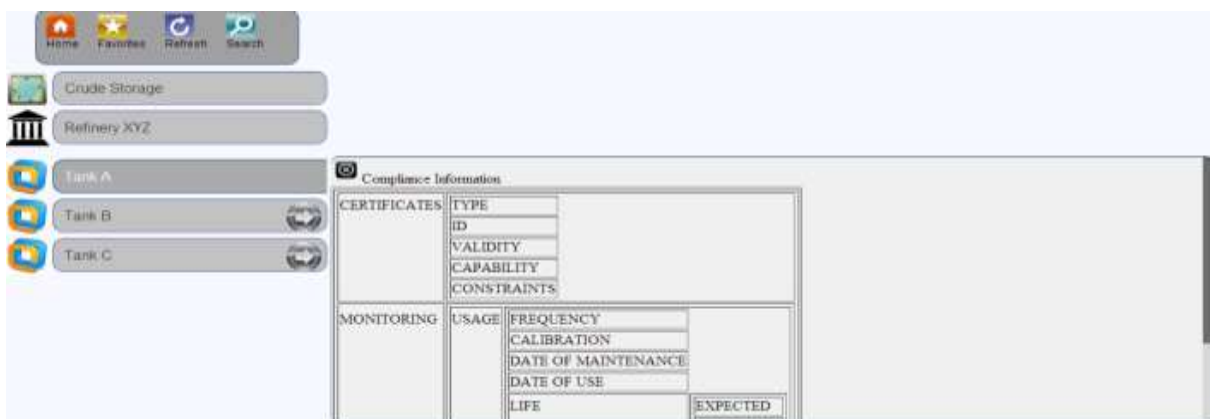 Home Favorites Refresh Search
Crude Storage
Refinery XYZ
Tank A
Tank B
Tank C
Compliance Information
CERTIFICATES TYPE
ID
VALIDITY
CAPABILITY
CONSTRAINTS
MONITORING USAGE FREQUENCY
CALIBRATION
DATE OF MAINTENANCE
DATE OF USE
LIFE EXPECTED